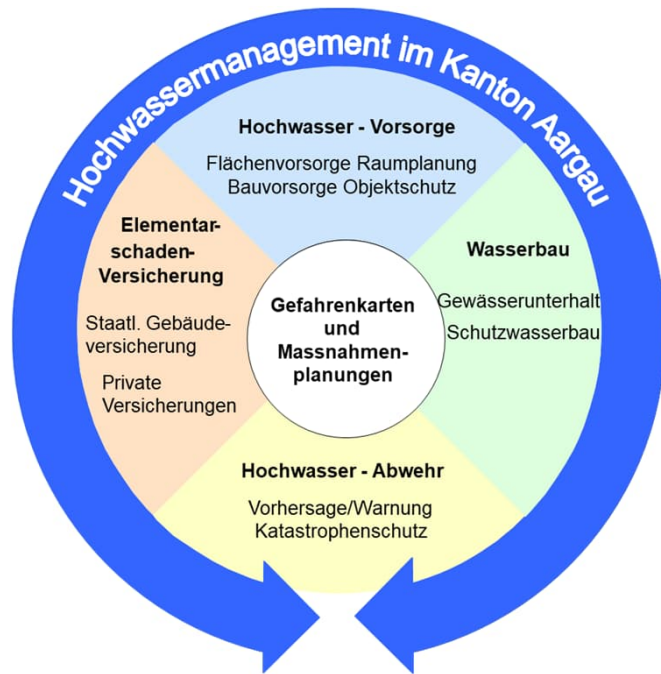 Hochwassermanagement im Kanton Aargau
Hochwasser - Vorsorge
Flächenvorsorge Raumplanung
Bauvorsorge Objektschutz
Elementar-
schaden-
Versicherung
Staatl. Gebäude-
versicherung
Private
Versicherungen
Gefahrenkarten
und
Massnahmen-
planungen
Wasserbau
Gewässerunterhalt
Schutzwasserbau
Hochwasser - Abwehr
Vorhersage/Warnung
Katastrophenschutz